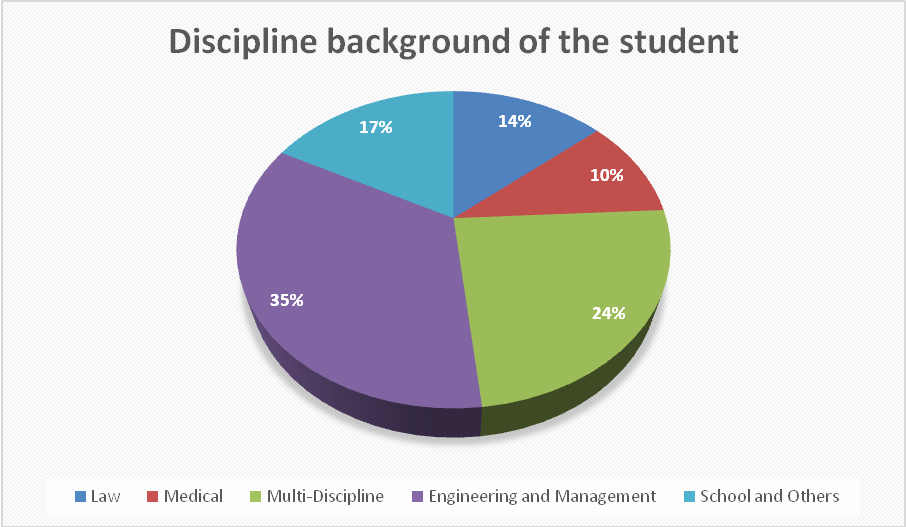 Discipline background of the student
14%
10%
24%
35%
17%
Law Medical Multi-Discipline Engineering and Management School and Others